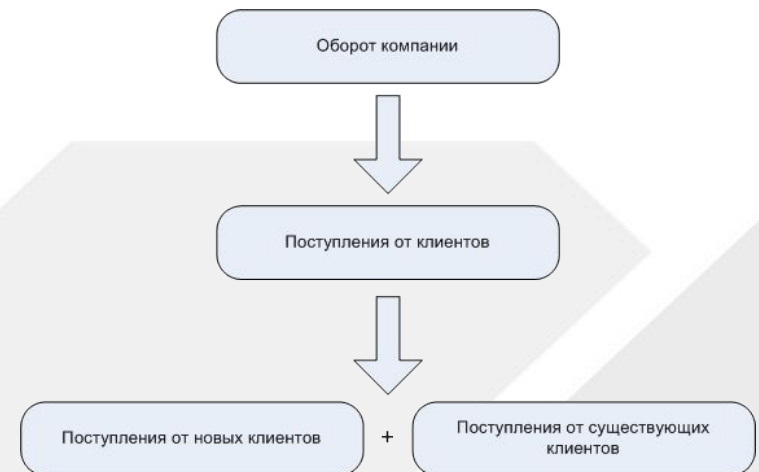 Оборот компании
Поступления от клиентов
Поступления от новых клиентов
+
Поступления от существующих
клиентов